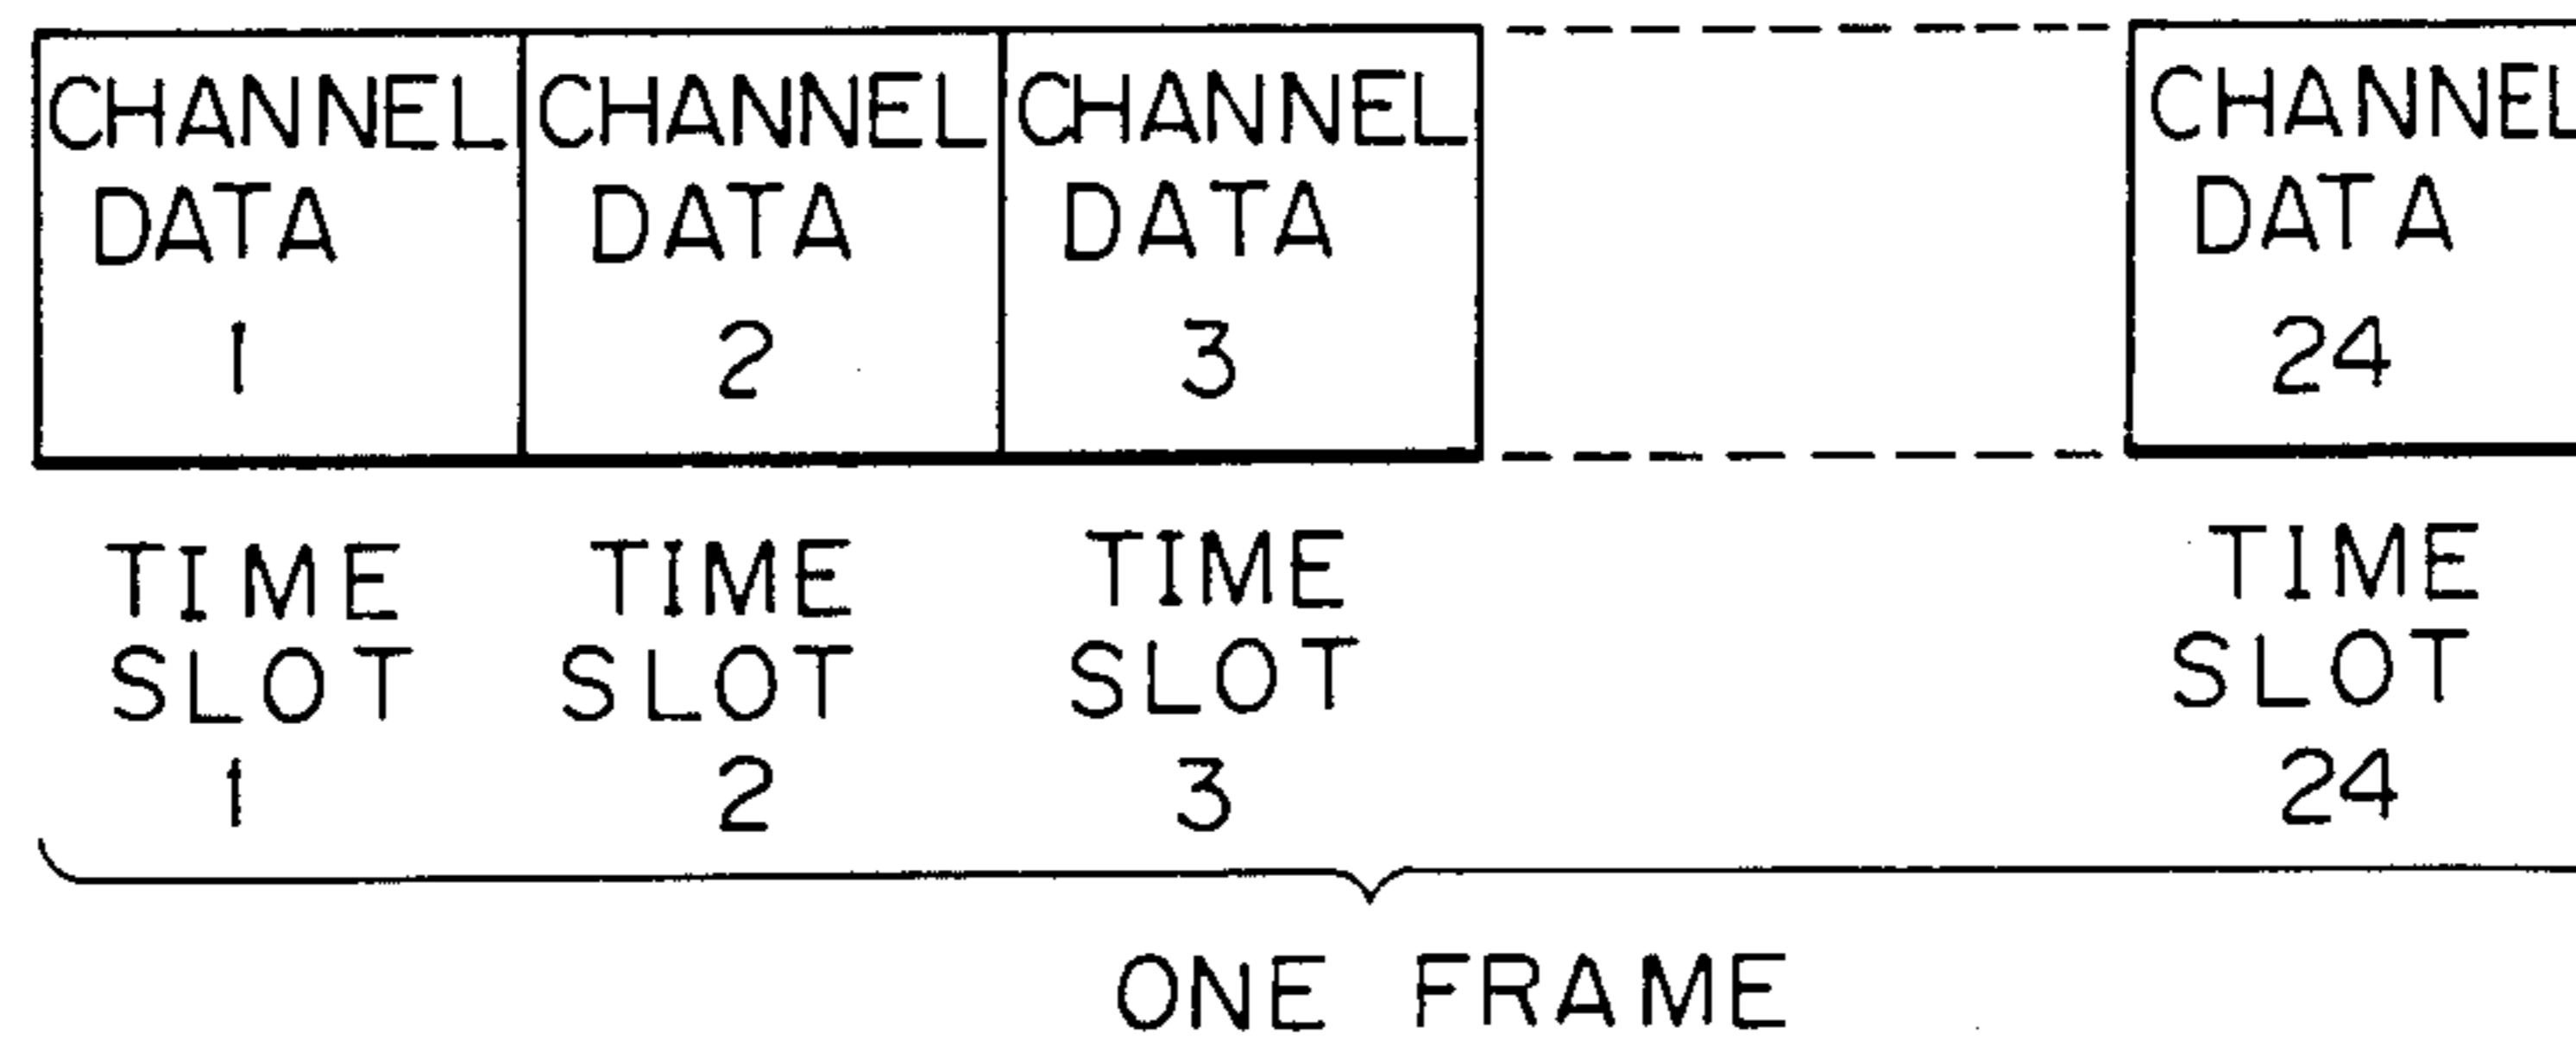 CHANNEL CHANNEL CHANNEL CHANNEL
DATA DATA DATA DATA
1 2 3 24
TIME TIME TIME TIME
SLOT SLOT SLOT SLOT
1 2 3 24
ONE FRAME